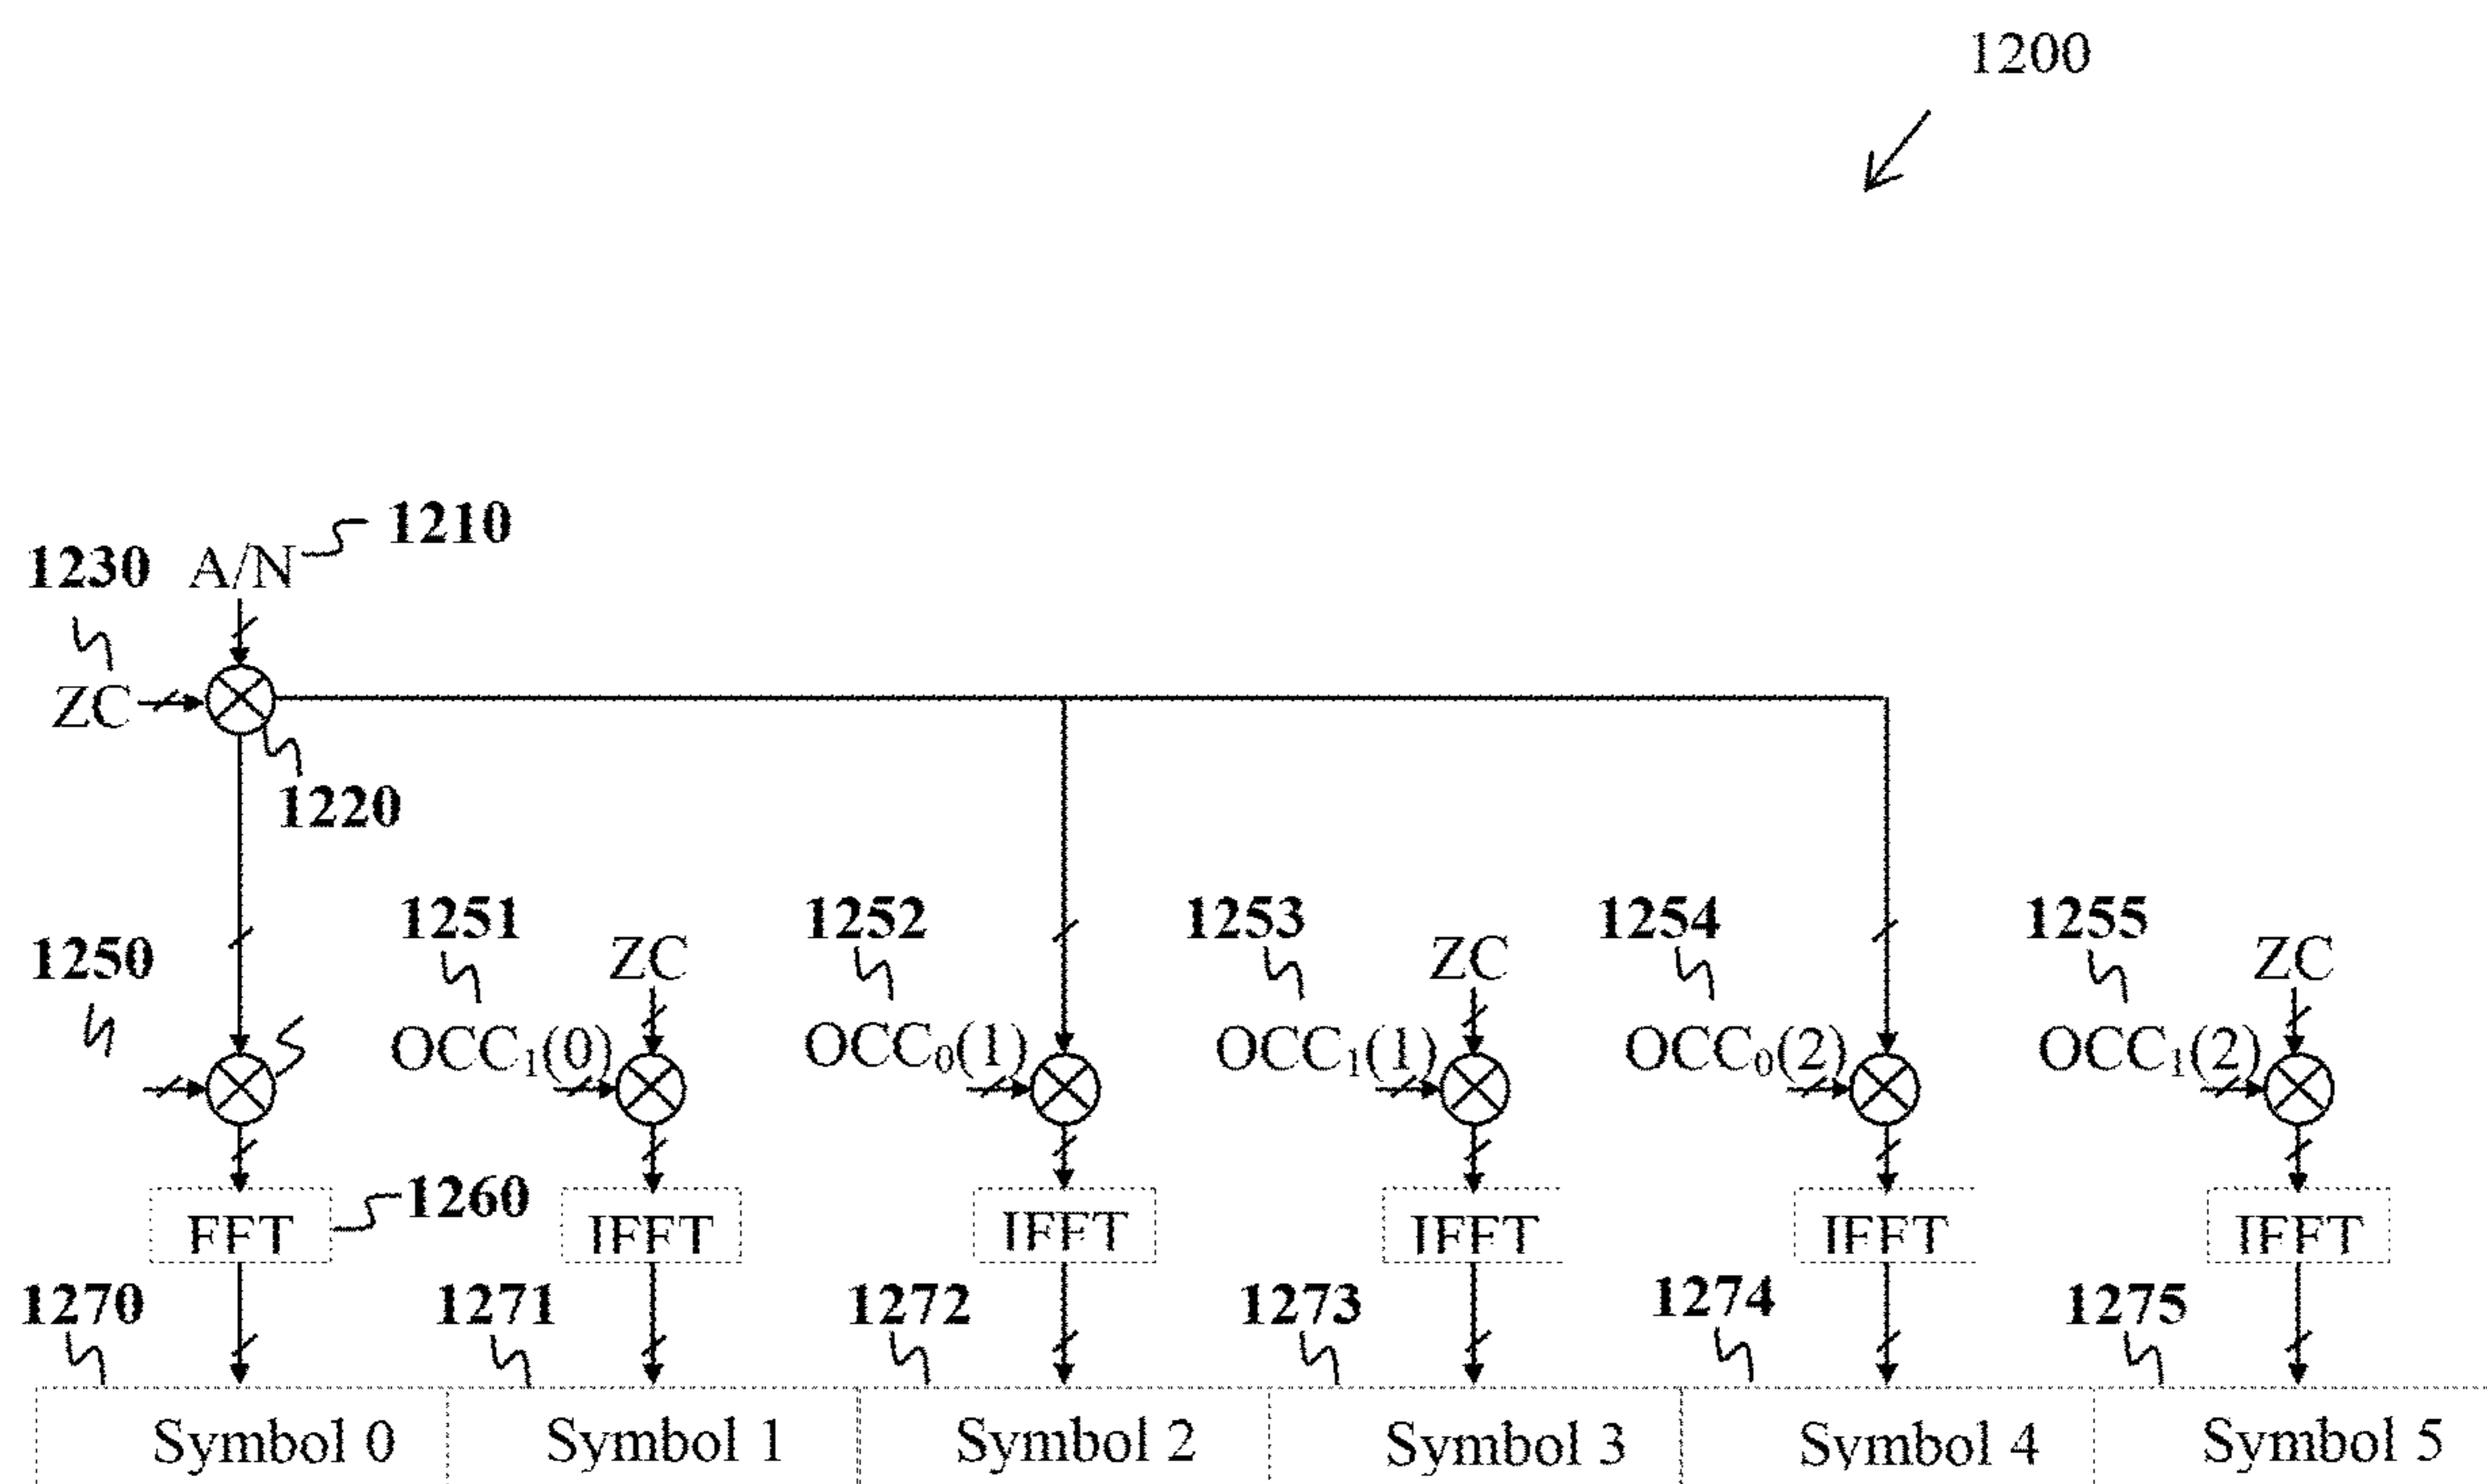 1200
1210
1230 A/N
ZC
1220
1250 1251 ZC 1252 1253 ZC 1254 1255 ZC
OCC₁(0) OCC₀(1) OCC₁(1) OCC₀(2) OCC₁(2)
FFT 1260 IFFT IFFT IFFT IFFT IFFT
1270 1271 1272 1273 1274 1275
Symbol 0 Symbol 1 Symbol 2 Symbol 3 Symbol 4 Symbol 5